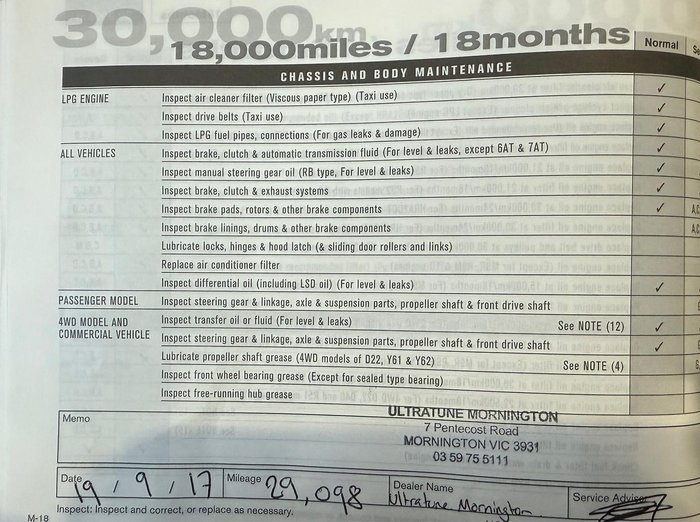 30,000km
18,000miles / 18months
Normal
CHASSIS AND BODY MAINTENANCE
LPG ENGINE Inspect air cleaner filter (Viscous paper type) (Taxi use) ✓
Inspect drive belts (Taxi use) ✓
Inspect LPG fuel pipes, connections (For gas leaks & damage) ✓
ALL VEHICLES Inspect brake, clutch & automatic transmission fluid (For level & leaks, except 6AT & 7AT) ✓
Inspect manual steering gear oil (RB type, For level & leaks) ✓
Inspect brake, clutch & exhaust systems ✓
Inspect brake pads, rotors & other brake components ✓
Inspect brake linings, drums & other brake components
Lubricate locks, hinges & hood latch (& sliding door rollers and links)
Replace air conditioner filter
Inspect differential oil (including LSD oil) (For level & leaks) ✓
PASSENGER MODEL Inspect steering gear & linkage, axle & suspension parts, propeller shaft & front drive shaft
4WD MODEL AND Inspect transfer oil or fluid (For level & leaks) See NOTE (12) ✓
COMMERCIAL VEHICLE Inspect steering gear & linkage, axle & suspension parts, propeller shaft & front drive shaft ✓
Lubricate propeller shaft grease (4WD models of D22, Y61 & Y62) See NOTE (4)
Inspect front wheel bearing grease (Except for sealed type bearing)
Inspect free-running hub grease
Memo
ULTRATUNE MORNINGTON
7 Pentecost Road
MORNINGTON VIC 3931
03 59 75 5111
Date 19 / 9 / 17 Mileage 29,098 Dealer Name Ultratune Mornington Service Advisor
Inspect: Inspect and correct, or replace as necessary.
M-18